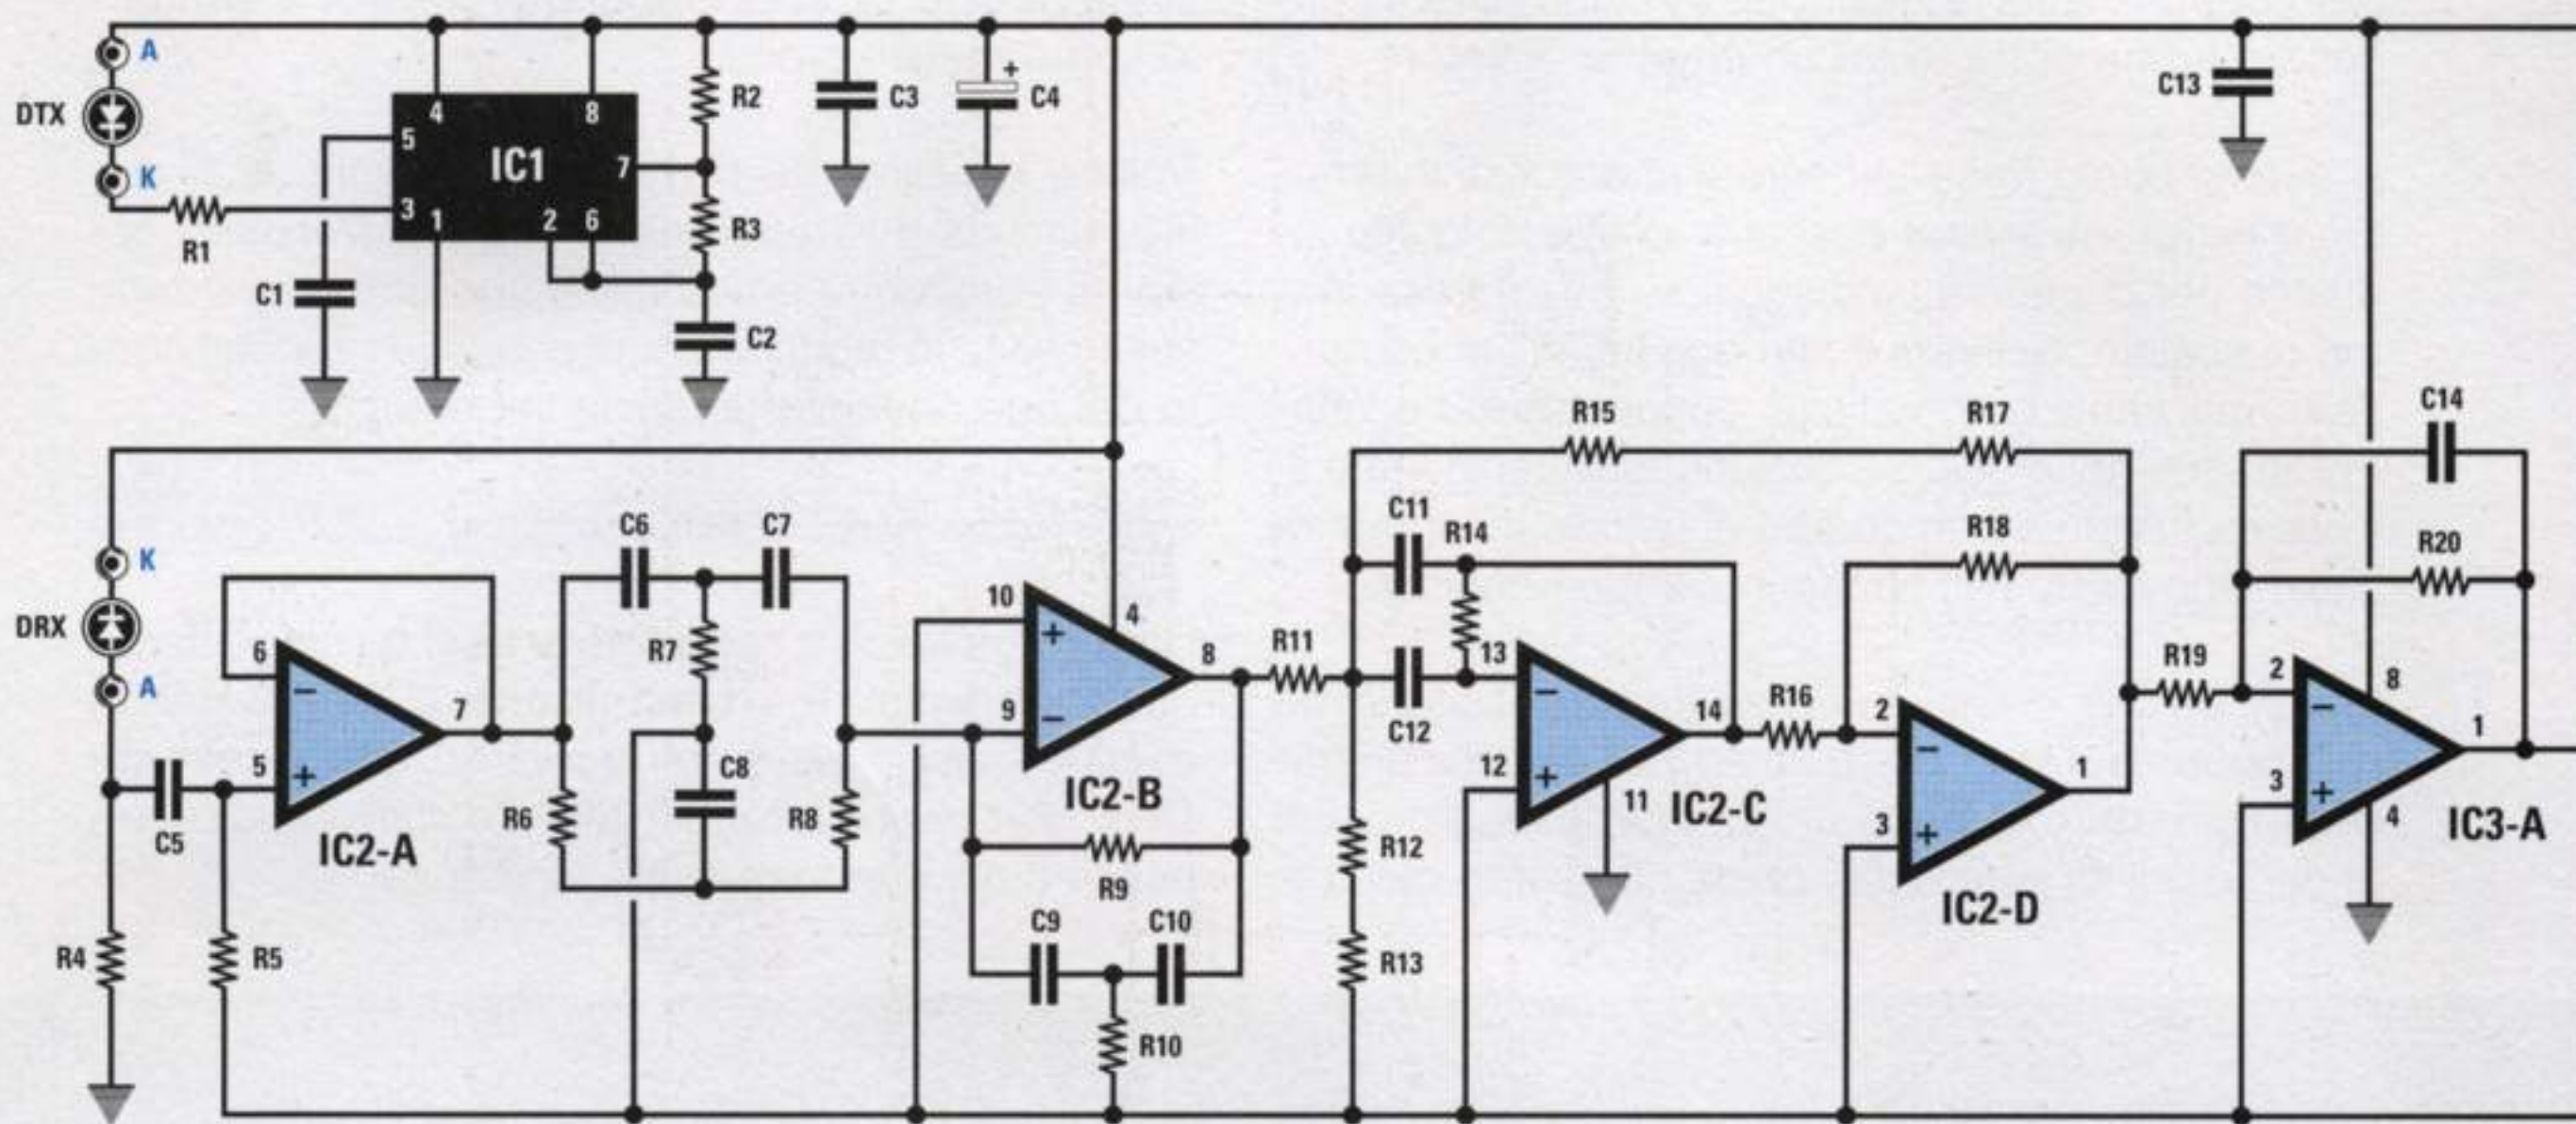 A
DTX
K
R1
C1
5
4
8
IC1
7
3
1
2
6
R2
R3
C2
C3
+
C4
C13
K
DRX
A
C5
R4
R5
6
−
5
+
7
IC2-A
C6
C7
R7
C8
R6
R8
10
+
9
−
4
8
IC2-B
R9
C9
C10
R10
R11
R15
R17
C11
R14
C12
13
−
12
+
14
11
IC2-C
R12
R13
R16
R18
2
−
3
+
1
IC2-D
R19
C14
R20
2
−
3
+
8
1
4
IC3-A